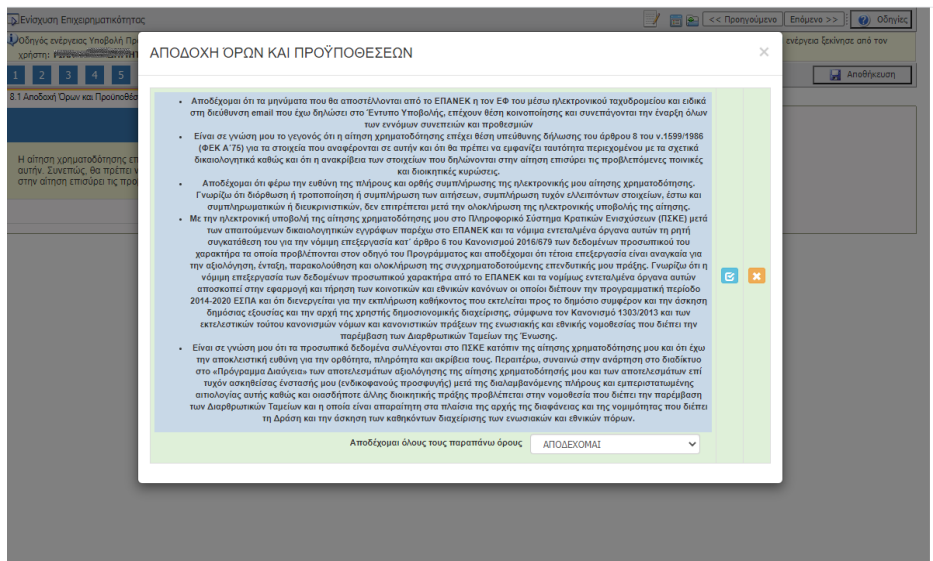 Ενίσχυση Επιχειρηματικότητας
<< Προηγούμενο
Επόμενο >>
Οδηγίες
Οδηγός ενέργειας Υποβολή Πρ
ενέργεια ξεκίνησε από τον
χρήστη:
1 2 3 4 5
Αποθήκευση
8.1 Αποδοχή Όρων και Προϋποθέσ
Η αίτηση χρηματοδότησης επ
αυτήν. Συνεπώς, θα πρέπει ν
στην αίτηση επισύρει τις προ
ΑΠΟΔΟΧΗ ΌΡΩΝ ΚΑΙ ΠΡΟΫΠΟΘΕΣΕΩΝ
×
• Αποδέχομαι ότι τα μηνύματα που θα αποστέλλονται από το ΕΠΑΝΕΚ η τον ΕΦ του μέσω ηλεκτρονικού ταχυδρομείου και ειδικά
στη διεύθυνση email που έχω δηλώσει στο Έντυπο Υποβολής, επέχουν θέση κοινοποίησης και συνεπάγονται την έναρξη όλων
των εννόμων συνεπειών και προθεσμιών
• Είναι σε γνώση μου το γεγονός ότι η αίτηση χρηματοδότησης επέχει θέση υπεύθυνης δήλωσης του άρθρου 8 του ν.1599/1986
(ΦΕΚ Α΄75) για τα στοιχεία που αναφέρονται σε αυτήν και ότι θα πρέπει να εμφανίζει ταυτότητα περιεχομένου με τα σχετικά
δικαιολογητικά καθώς και ότι η ανακρίβεια των στοιχείων που δηλώνονται στην αίτηση επισύρει τις προβλεπόμενες ποινικές
και διοικητικές κυρώσεις.
• Αποδέχομαι ότι φέρω την ευθύνη της πλήρους και ορθής συμπλήρωσης της ηλεκτρονικής μου αίτησης χρηματοδότησης.
Γνωρίζω ότι διόρθωση ή τροποποίηση ή συμπλήρωση των αιτήσεων, συμπλήρωση τυχόν ελλειπόντων στοιχείων, έστω και
συμπληρωματικών ή διευκρινιστικών, δεν επιτρέπεται μετά την ολοκλήρωση της ηλεκτρονικής υποβολής της αίτησης.
• Με την ηλεκτρονική υποβολή της αίτησης χρηματοδότησης μου στο Πληροφορικό Σύστημα Κρατικών Ενισχύσεων (ΠΣΚΕ) μετά
των απαιτούμενων δικαιολογητικών εγγράφων παρέχω στο ΕΠΑΝΕΚ και τα νόμιμα εντεταλμένα όργανα αυτών τη ρητή
συγκατάθεση του για την νόμιμη επεξεργασία κατ΄ άρθρο 6 του Κανονισμού 2016/679 των δεδομένων προσωπικού του
χαρακτήρα τα οποία προβλέπονται στον οδηγό του Προγράμματος και αποδέχομαι ότι τέτοια επεξεργασία είναι αναγκαία για
την αξιολόγηση, ένταξη, παρακολούθηση και ολοκλήρωση της συγχρηματοδοτούμενης επενδυτικής μου πράξης. Γνωρίζω ότι η
νόμιμη επεξεργασία των δεδομένων προσωπικού χαρακτήρα από το ΕΠΑΝΕΚ και τα νομίμως εντεταλμένα όργανα αυτών
αποσκοπεί στην εφαρμογή και τήρηση των κοινοτικών και εθνικών κανόνων οι οποίοι διέπουν την προγραμματική περίοδο
2014-2020 ΕΣΠΑ και ότι διενεργείται για την εκπλήρωση καθήκοντος που εκτελείται προς το δημόσιο συμφέρον και την άσκηση
δημόσιας εξουσίας και την αρχή της χρηστής δημοσιονομικής διαχείρισης, σύμφωνα τον Κανονισμό 1303/2013 και των
εκτελεστικών τούτου κανονισμών νόμων και κανονιστικών πράξεων της ενωσιακής και εθνικής νομοθεσίας που διέπει την
παρέμβαση των Διαρθρωτικών Ταμείων της Ένωσης.
• Είναι σε γνώση μου ότι τα προσωπικά δεδομένα συλλέγονται στο ΠΣΚΕ κατόπιν της αίτησης χρηματοδότησης μου και ότι έχω
την αποκλειστική ευθύνη για την ορθότητα, πληρότητα και ακρίβεια τους. Περαιτέρω, συναινώ στην ανάρτηση στο διαδίκτυο
στο «Πρόγραμμα Διαύγεια» των αποτελεσμάτων αξιολόγησης της αίτησης χρηματοδότησής μου και των αποτελεσμάτων επί
τυχόν ασκηθείσας ένστασής μου (ενδικοφανούς προσφυγής) μετά της διαλαμβανόμενης πλήρους και εμπεριστατωμένης
αιτιολογίας αυτής καθώς και οιασδήποτε άλλης διοικητικής πράξης προβλέπεται στην νομοθεσία που διέπει την παρέμβαση
των Διαρθρωτικών Ταμείων και η οποία είναι απαραίτητη στα πλαίσια της αρχής της διαφάνειας και της νομιμότητας που διέπει
τη Δράση και την άσκηση των καθηκόντων διαχείρισης των ενωσιακών και εθνικών πόρων.
Αποδέχομαι όλους τους παραπάνω όρους
ΑΠΟΔΕΧΟΜΑΙ